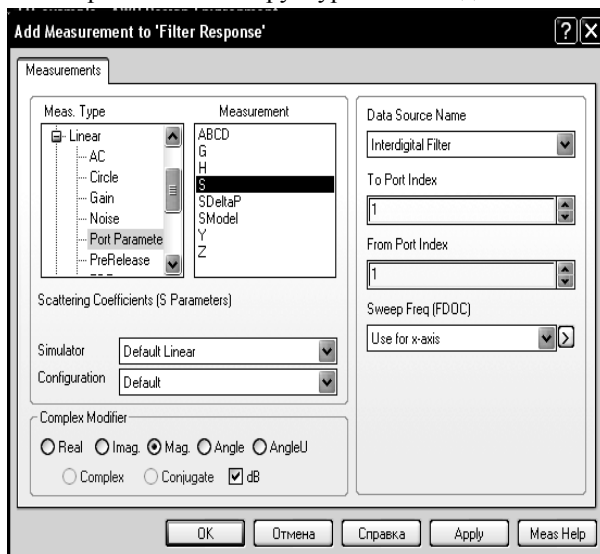 Add Measurement to 'Filter Response'
Measurements
Meas. Type
Linear
AC
Circle
Gain
Noise
Port Paramete
PreRelease
Measurement
ABCD
G
H
S
SDeltaP
SModel
Y
Z
Scattering Coefficients (S Parameters)
Simulator Default Linear
Configuration Default
Complex Modifier
Real Imag. Mag. Angle AngleU
Complex Conjugate dB
Data Source Name
Interdigital Filter
To Port Index
1
From Port Index
1
Sweep Freq (FDOC)
Use for x-axis
OK Отмена Справка Apply Meas Help